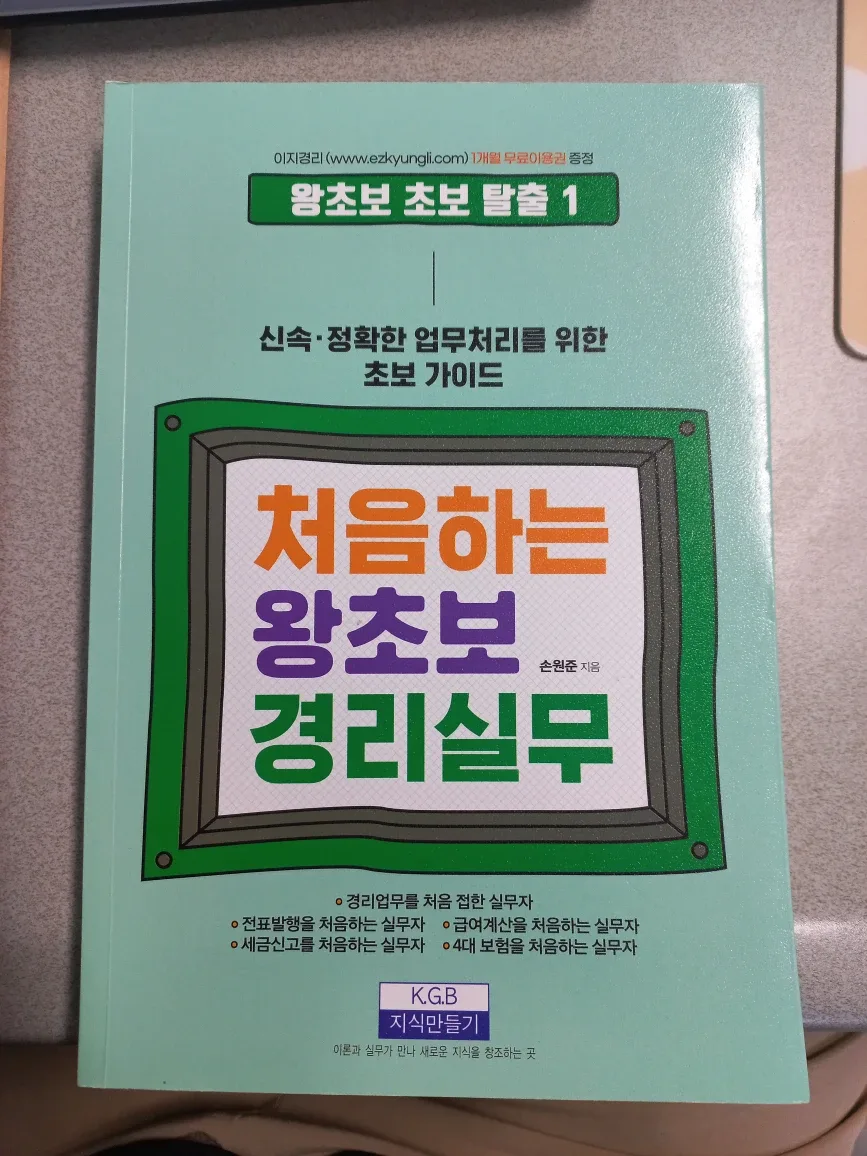 이지경리 (www.ezkyungli.com) 1개월 무료이용권 증정
왕초보 초보 탈출 1
신속·정확한 업무처리를 위한
초보 가이드
처음하는
왕초보
손원준 지음
경리실무
• 경리업무를 처음 접한 실무자
• 전표발행을 처음하는 실무자 • 급여계산을 처음하는 실무자
• 세금신고를 처음하는 실무자 • 4대 보험을 처음하는 실무자
K.G.B
지식만들기
이론과 실무가 만나 새로운 지식을 창조하는 곳